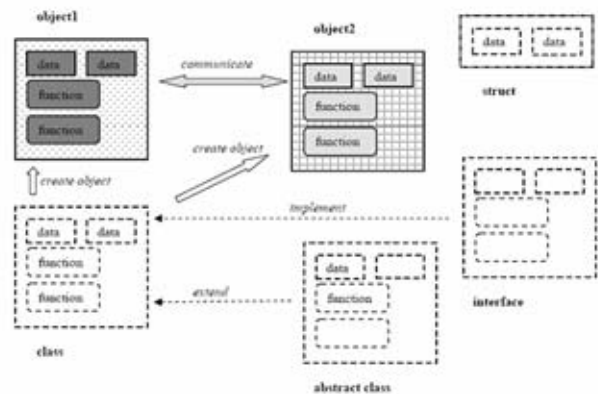 object1
object2
data data
function
function
communicate
data data
function
function
data data
struct
create object
create object
implement
data data
function
function
class
extend
data
function
abstract class
interface